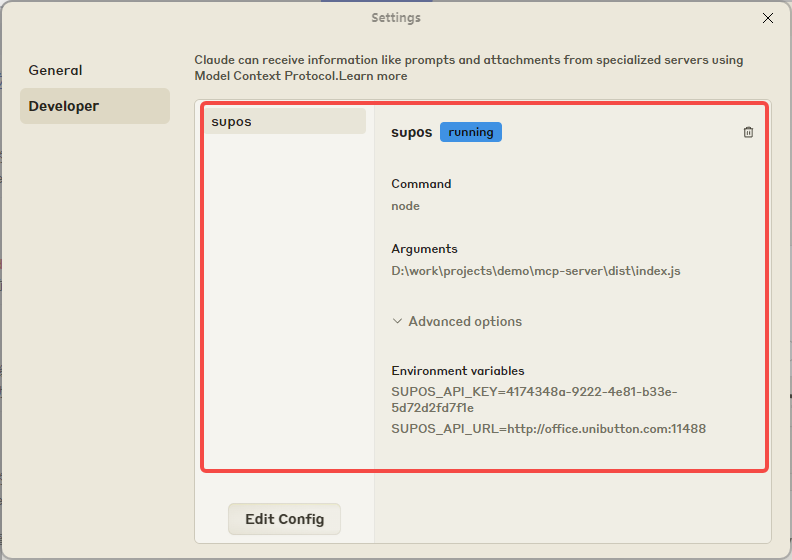 Settings
General
Developer
Claude can receive information like prompts and attachments from specialized servers using
Model Context Protocol.Learn more
supos
supos running
Command
node
Arguments
D:\work\projects\demo\mcp-server\dist\index.js
Advanced options
Environment variables
SUPOS_API_KEY=4174348a-9222-4e81-b33e-
5d72d2fd7f1e
SUPOS_API_URL=http://office.unibutton.com:11488
Edit Config